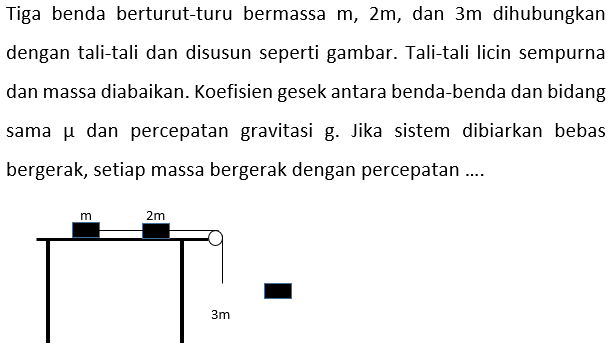 Tiga benda berturut-turu bermassa m, 2m, dan 3m dihubungkan
dengan tali-tali dan disusun seperti gambar. Tali-tali licin sempurna
dan massa diabaikan. Koefisien gesek antara benda-benda dan bidang
sama µ dan percepatan gravitasi g. Jika sistem dibiarkan bebas
bergerak, setiap massa bergerak dengan percepatan ....
m 2m
3m